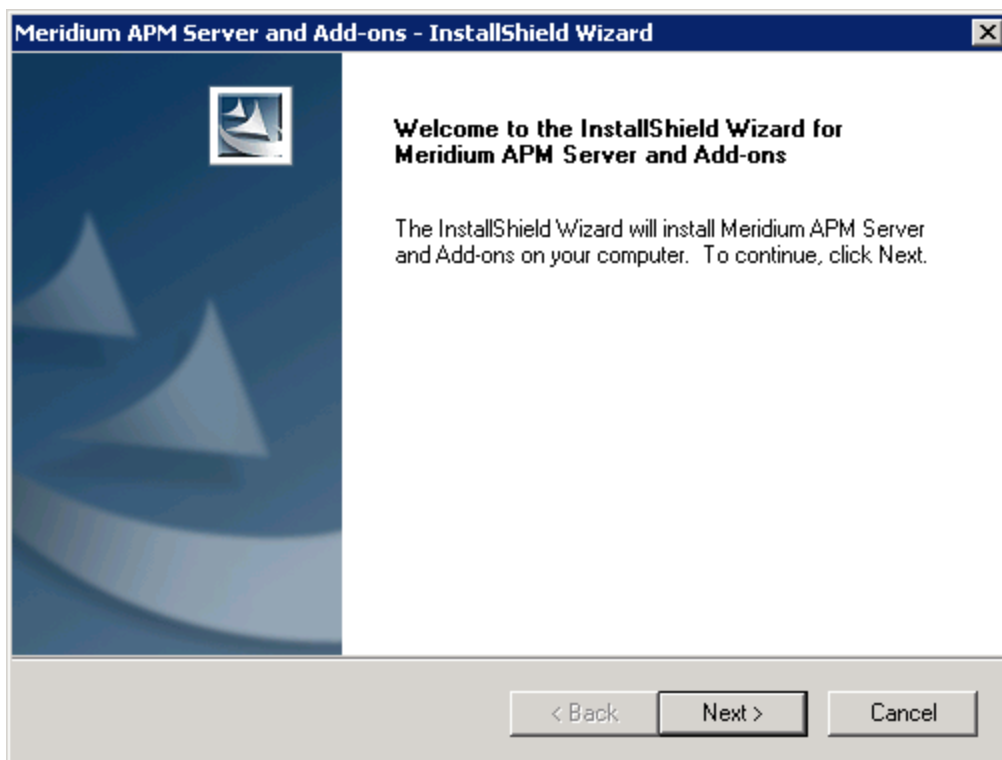 Meridium APM Server and Add-ons - InstallShield Wizard
Welcome to the InstallShield Wizard for
Meridium APM Server and Add-ons
The InstallShield Wizard will install Meridium APM Server
and Add-ons on your computer. To continue, click Next.
< Back Next > Cancel